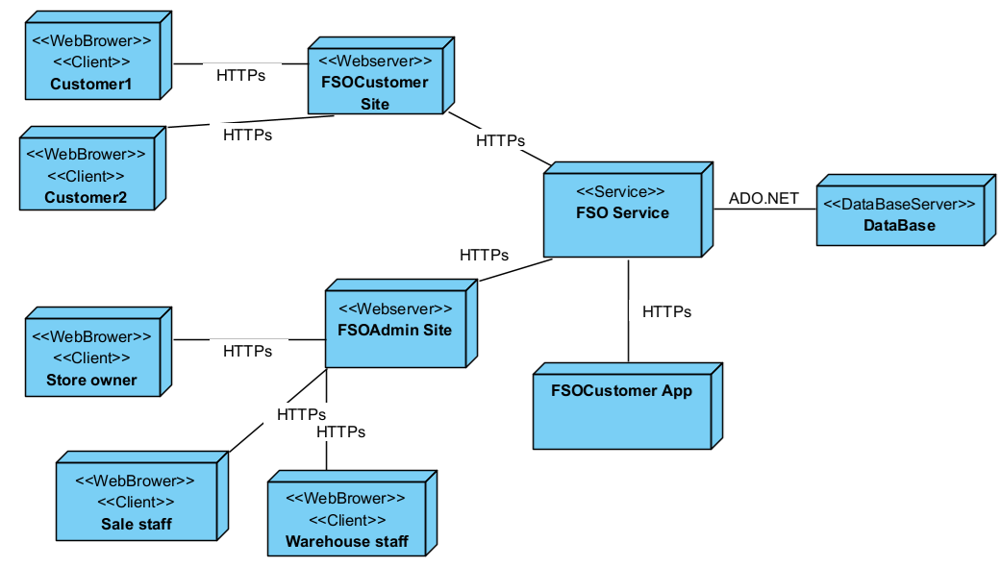 <<WebBrower>>
<<Client>>
Customer1
HTTPs
<<Webserver>>
FSOCustomer
Site
HTTPs
<<WebBrower>>
<<Client>>
Customer2
HTTPs
<<Service>>
FSO Service
ADO.NET
<<DataBaseServer>>
DataBase
HTTPs
<<Webserver>>
FSOAdmin Site
HTTPs
<<WebBrower>>
<<Client>>
Store owner
HTTPs
FSOCustomer App
HTTPs
HTTPs
<<WebBrower>>
<<Client>>
Sale staff
<<WebBrower>>
<<Client>>
Warehouse staff